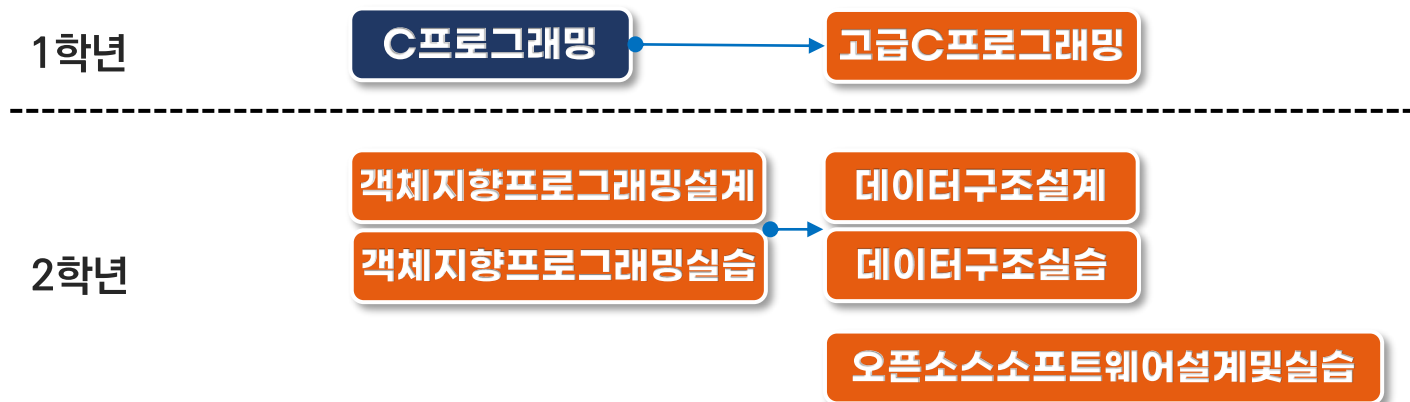 1학년
C프로그래밍
고급C프로그래밍
2학년
객체지향프로그래밍설계
데이터구조설계
객체지향프로그래밍실습
데이터구조실습
오픈소스소프트웨어설계및실습